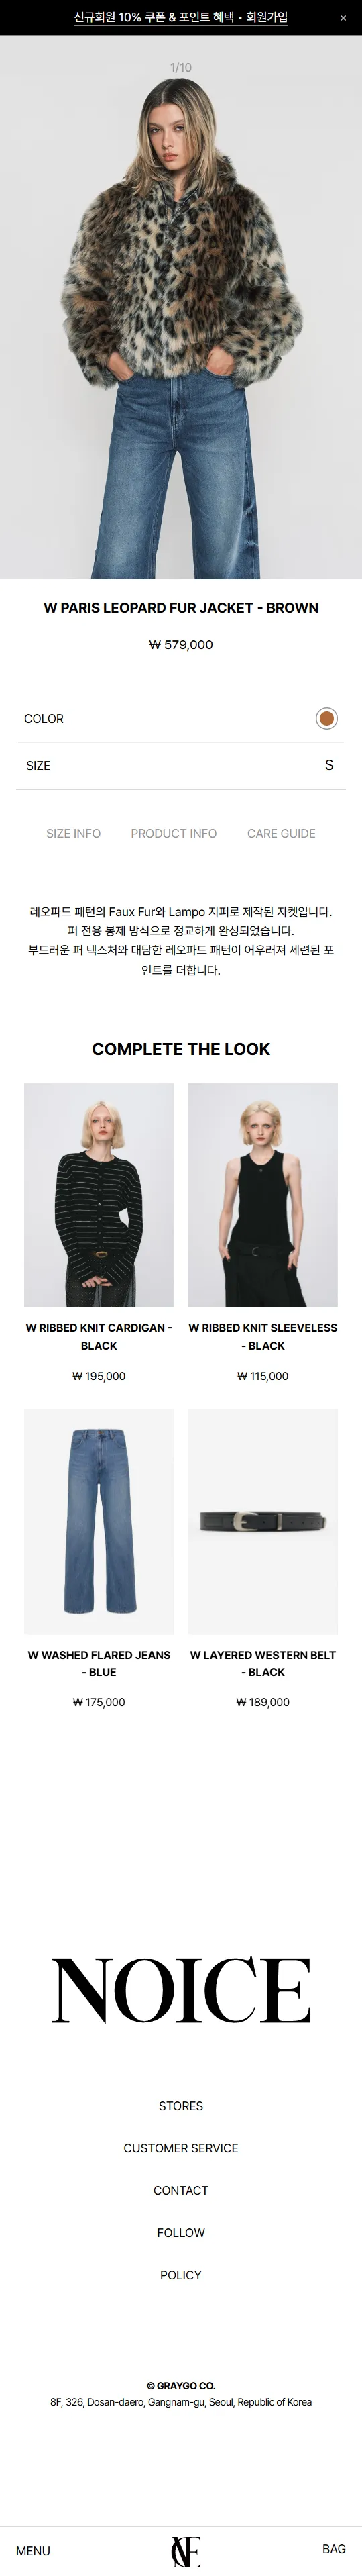 신규회원 10% 쿠폰 & 포인트 혜택 • 회원가입 ×
1/10
W PARIS LEOPARD FUR JACKET - BROWN
₩ 579,000
COLOR
SIZE S
SIZE INFO PRODUCT INFO CARE GUIDE
레오파드 패턴의 Faux Fur와 Lampo 지퍼로 제작된 자켓입니다.
퍼 전용 봉제 방식으로 정교하게 완성되었습니다.
부드러운 퍼 텍스처와 대담한 레오파드 패턴이 어우러져 세련된 포
인트를 더합니다.
COMPLETE THE LOOK
W RIBBED KNIT CARDIGAN -
BLACK
₩ 195,000
W RIBBED KNIT SLEEVELESS
- BLACK
₩ 115,000
W WASHED FLARED JEANS
- BLUE
₩ 175,000
W LAYERED WESTERN BELT
- BLACK
₩ 189,000
NOICE
STORES
CUSTOMER SERVICE
CONTACT
FOLLOW
POLICY
© GRAYGO CO.
8F, 326, Dosan-daero, Gangnam-gu, Seoul, Republic of Korea
MENU
BAG